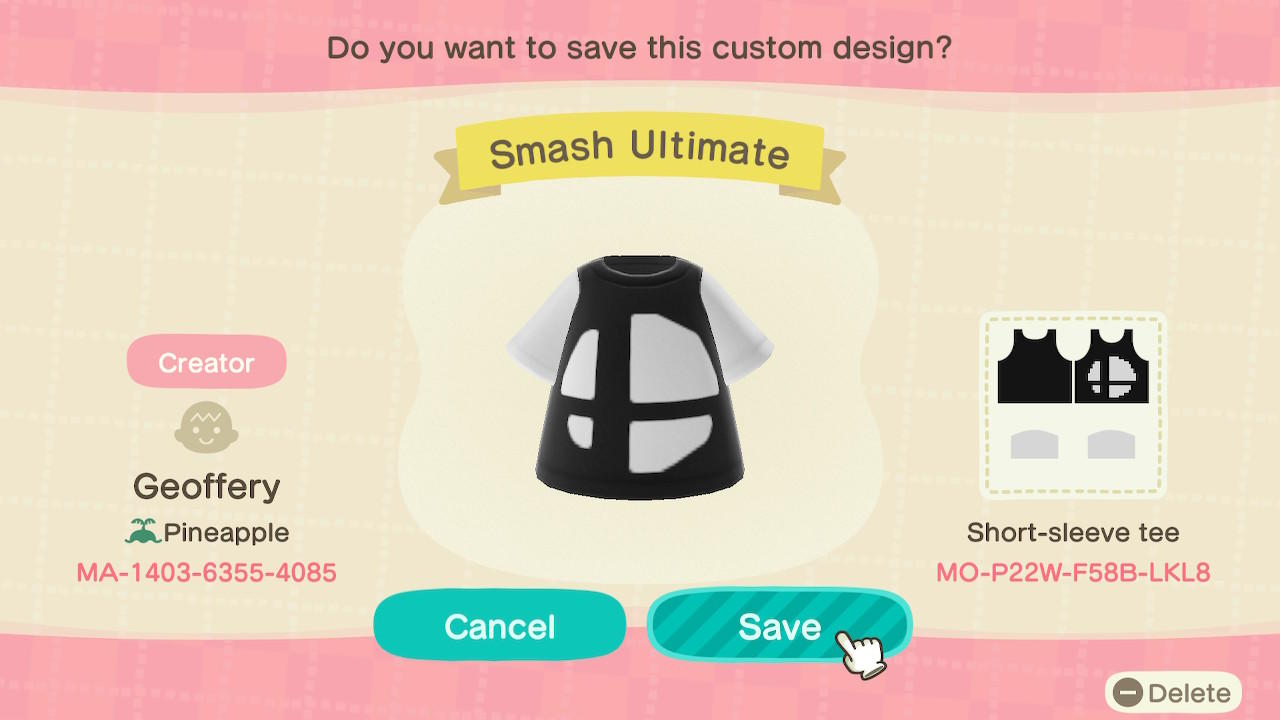 Do you want to save this custom design?
Smash Ultimate
Creator
Geoffery
Pineapple
MA-1403-6355-4085
Short-sleeve tee
MO-P22W-F58B-LKL8
Cancel
Save
Delete